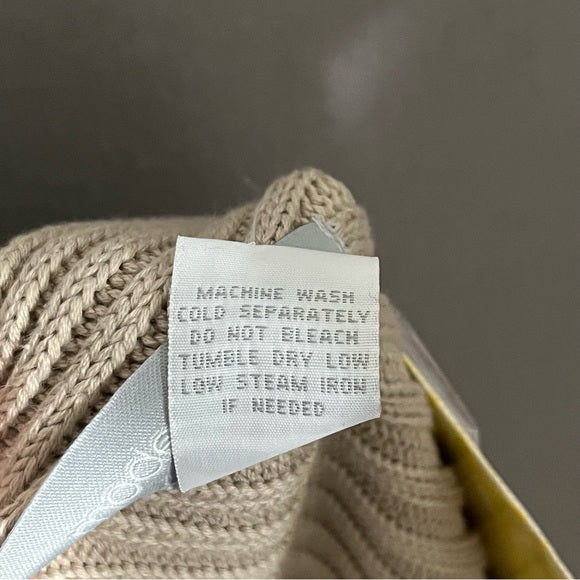 MACHINE WASH
COLD SEPARATELY
DO NOT BLEACH
TUMBLE DRY LOW
LOW STEAM IRON
IF NEEDED